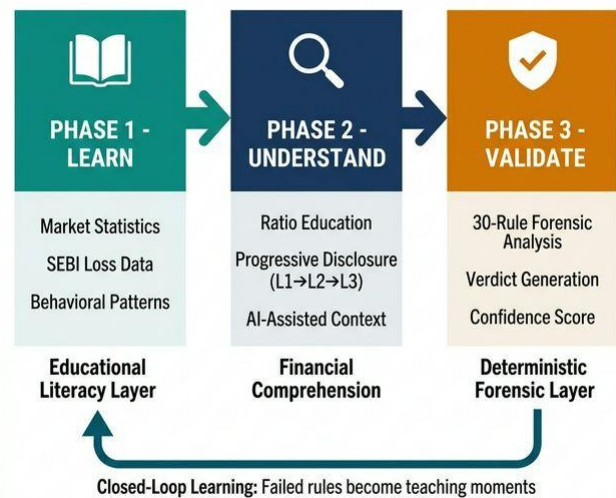 PHASE 1 -
LEARN
Market Statistics
SEBI Loss Data
Behavioral Patterns
Educational
Literacy Layer
PHASE 2 -
UNDERSTAND
Ratio Education
Progressive Disclosure
(L1→L2→L3)
AI-Assisted Context
Financial
Comprehension
PHASE 3 -
VALIDATE
30-Rule Forensic
Analysis
Verdict Generation
Confidence Score
Deterministic
Forensic Layer
Closed-Loop Learning: Failed rules become teaching moments